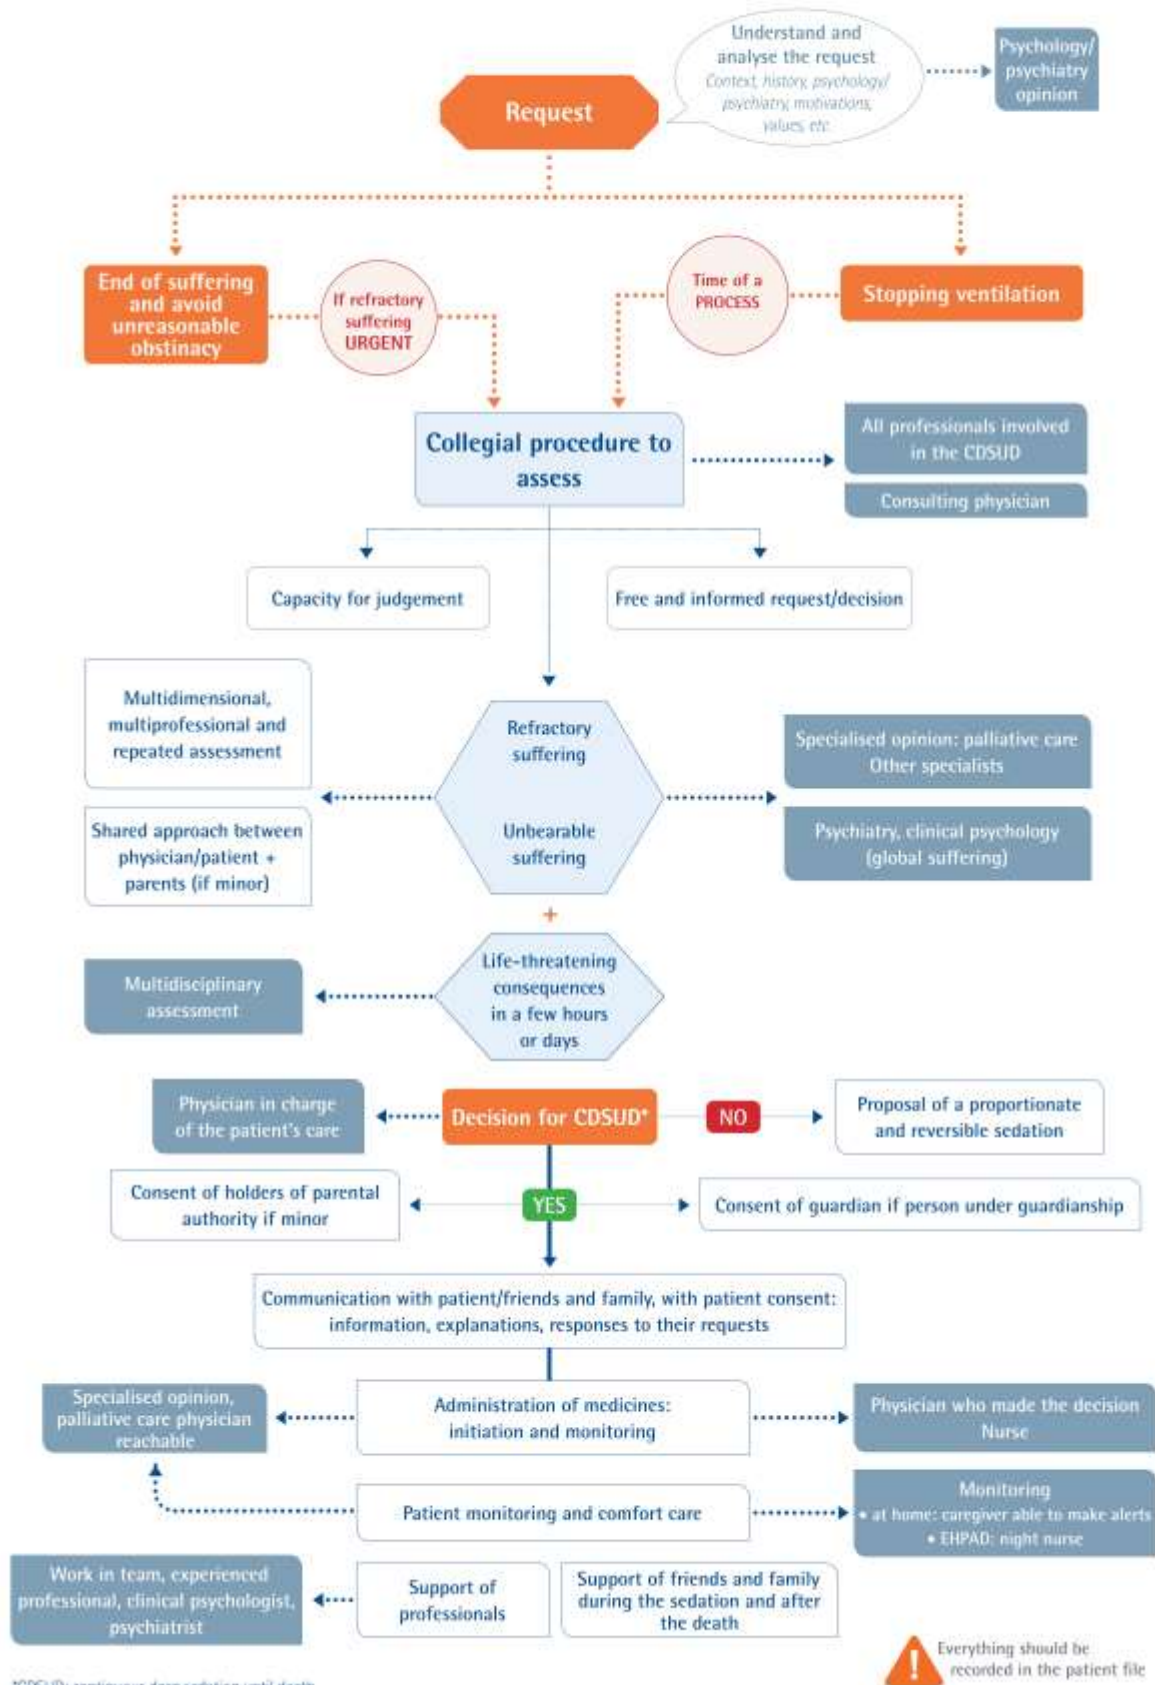 Understand and
analyse the request
Context, history, psychology/
psychiatry, motivations,
values, etc
Psychology/
psychiatry
opinion
Request
End of suffering
and avoid
unreasonable
obstinacy
If refractory
suffering
URGENT
Time of a
PROCESS
Stopping ventilation
Collegial procedure to
assess
All professionals involved
in the CDSUD
Consulting physician
Capacity for judgement
Free and informed request/decision
Multidimensional,
multiprofessional and
repeated assessment
Shared approach between
physician/patient +
parents (if minor)
Refractory
suffering
Unbearable
suffering
Specialised opinion: palliative care
Other specialists
Psychiatry, clinical psychology
(global suffering)
+
Life-threatening
consequences
in a few hours
or days
Multidisciplinary
assessment
Physician in charge
of the patient's care
Decision for CDSUD*
NO
Proposal of a proportionate
and reversible sedation
Consent of holders of parental
authority if minor
YES
Consent of guardian if person under guardianship
Communication with patient/friends and family, with patient consent:
information, explanations, responses to their requests
Specialised opinion,
palliative care physician
reachable
Administration of medicines:
initiation and monitoring
Physician who made the decision
Nurse
Patient monitoring and comfort care
Monitoring
• at home: caregiver able to make alerts
• EHPAD: night nurse
Work in team, experienced
professional, clinical psychologist,
psychiatrist
Support of
professionals
Support of friends and family
during the sedation and after
the death
! Everything should be
recorded in the patient file
*CDSUD: continuous deep sedation until death